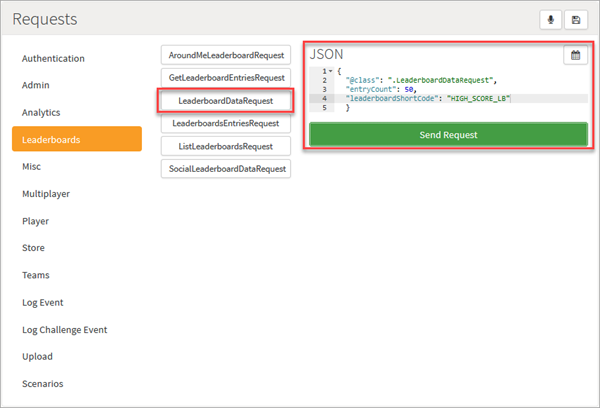 Requests
Authentication
Admin
Analytics
Leaderboards
Misc
Multiplayer
Player
Store
Teams
Log Event
Log Challenge Event
Upload
Scenarios
AroundMeLeaderboardRequest
GetLeaderboardEntriesRequest
LeaderboardDataRequest
LeaderboardsEntriesRequest
ListLeaderboardsRequest
SocialLeaderboardDataRequest
JSON
1 {
2 "@class": ".LeaderboardDataRequest",
3 "entryCount": 50,
4 "leaderboardShortCode": "HIGH_SCORE_LB"
5 }
Send Request